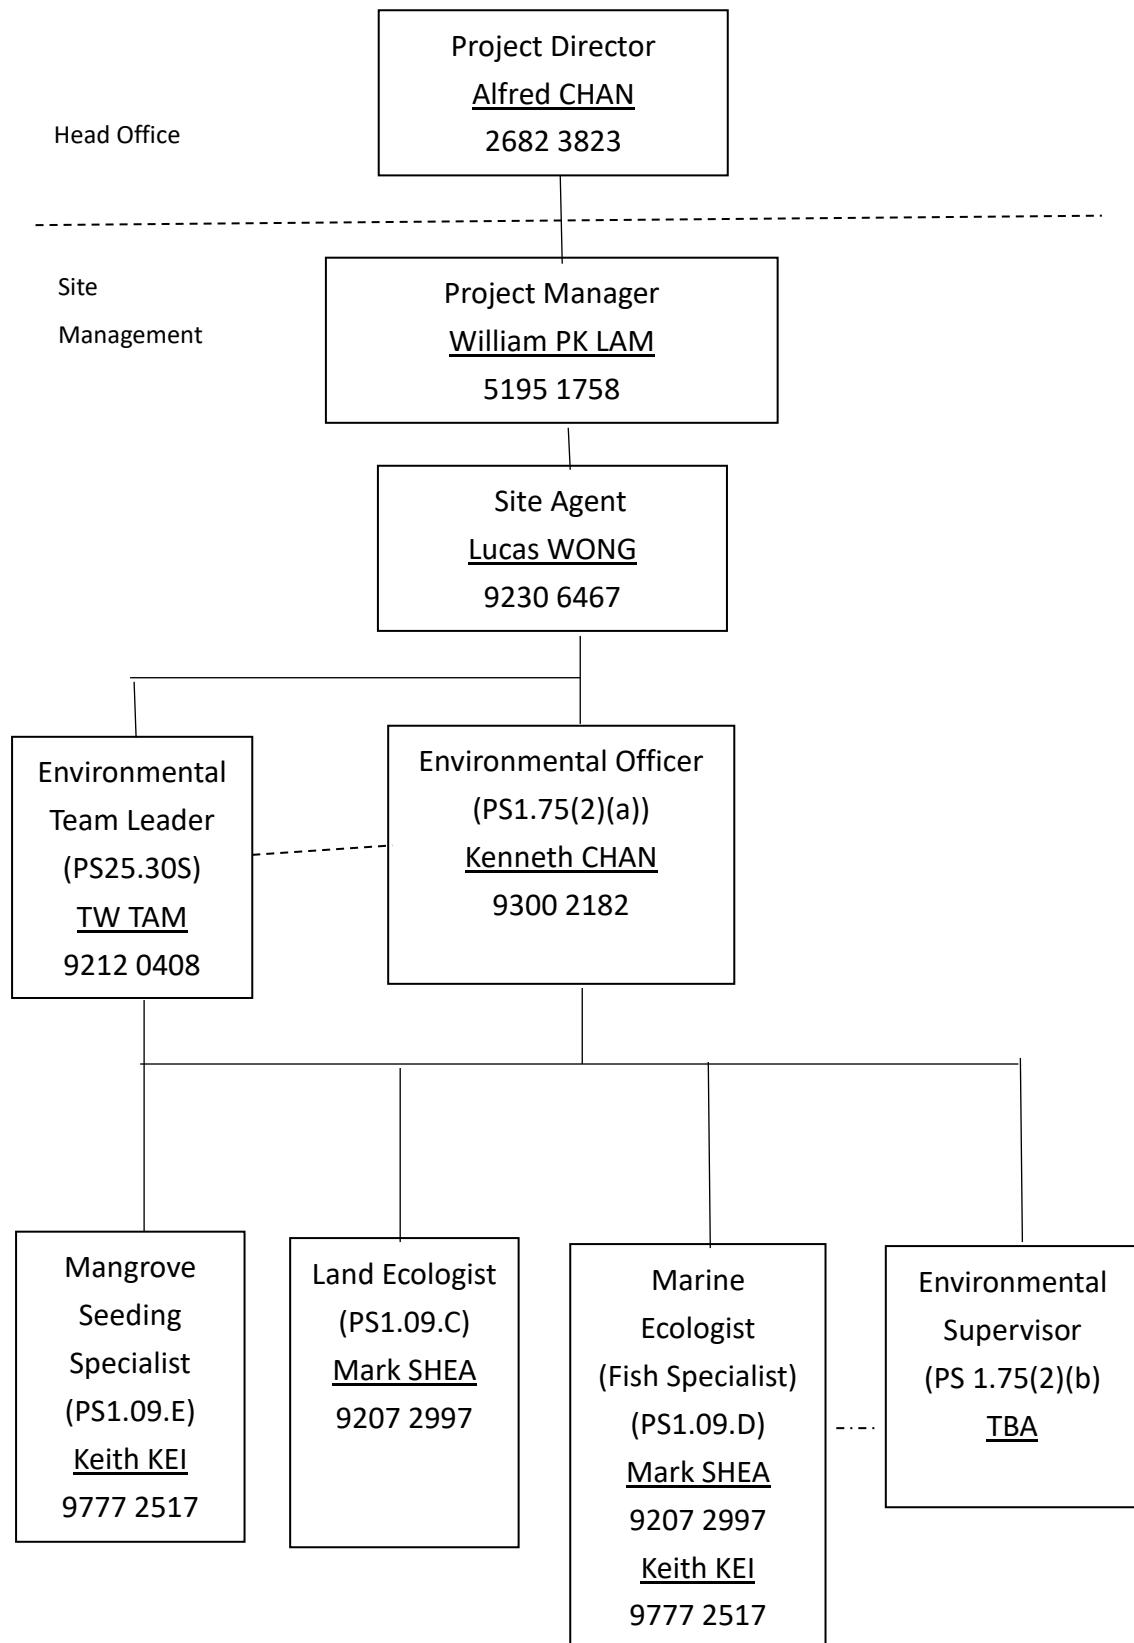 Project Director
Alfred CHAN
2682 3823
Head Office
Site
Management
Project Manager
William PK LAM
5195 1758
Site Agent
Lucas WONG
9230 6467
Environmental
Team Leader
(PS25.30S)
TW TAM
9212 0408
Environmental Officer
(PS1.75(2)(a))
Kenneth CHAN
9300 2182
Mangrove
Seeding
Specialist
(PS1.09.E)
Keith KEI
9777 2517
Land Ecologist
(PS1.09.C)
Mark SHEA
9207 2997
Marine
Ecologist
(Fish Specialist)
(PS1.09.D)
Mark SHEA
9207 2997
Keith KEI
9777 2517
Environmental
Supervisor
(PS 1.75(2)(b)
TBA